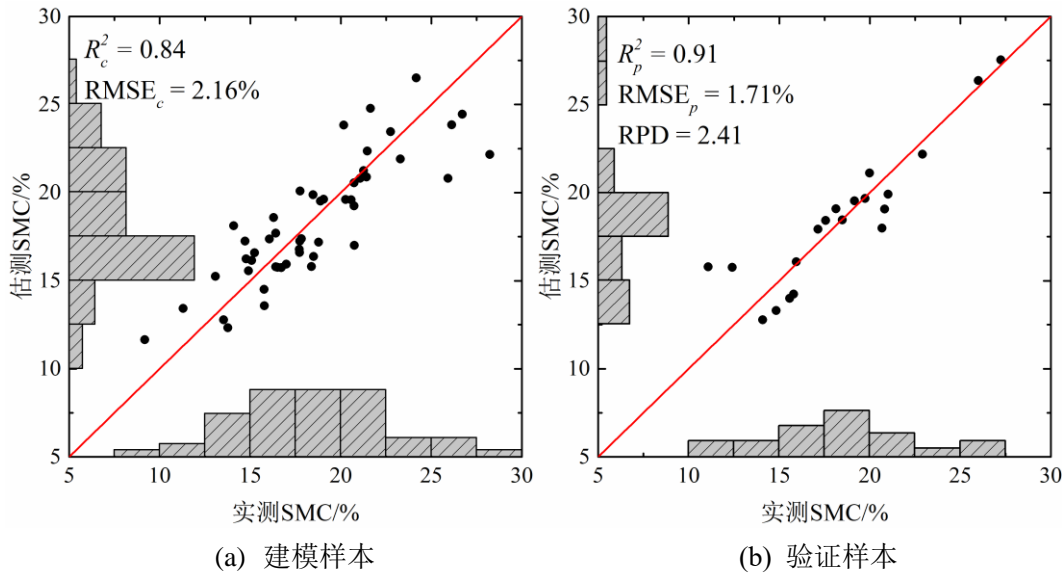 30
25
20
15
10
5
估测SMC/%
R_c^2 = 0.84
RMSE_c = 2.16%
5 10 15 20 25 30
实测SMC/%
(a) 建模样本
30
25
20
15
10
5
估测SMC/%
R_p^2 = 0.91
RMSE_p = 1.71%
RPD = 2.41
5 10 15 20 25 30
实测SMC/%
(b) 验证样本